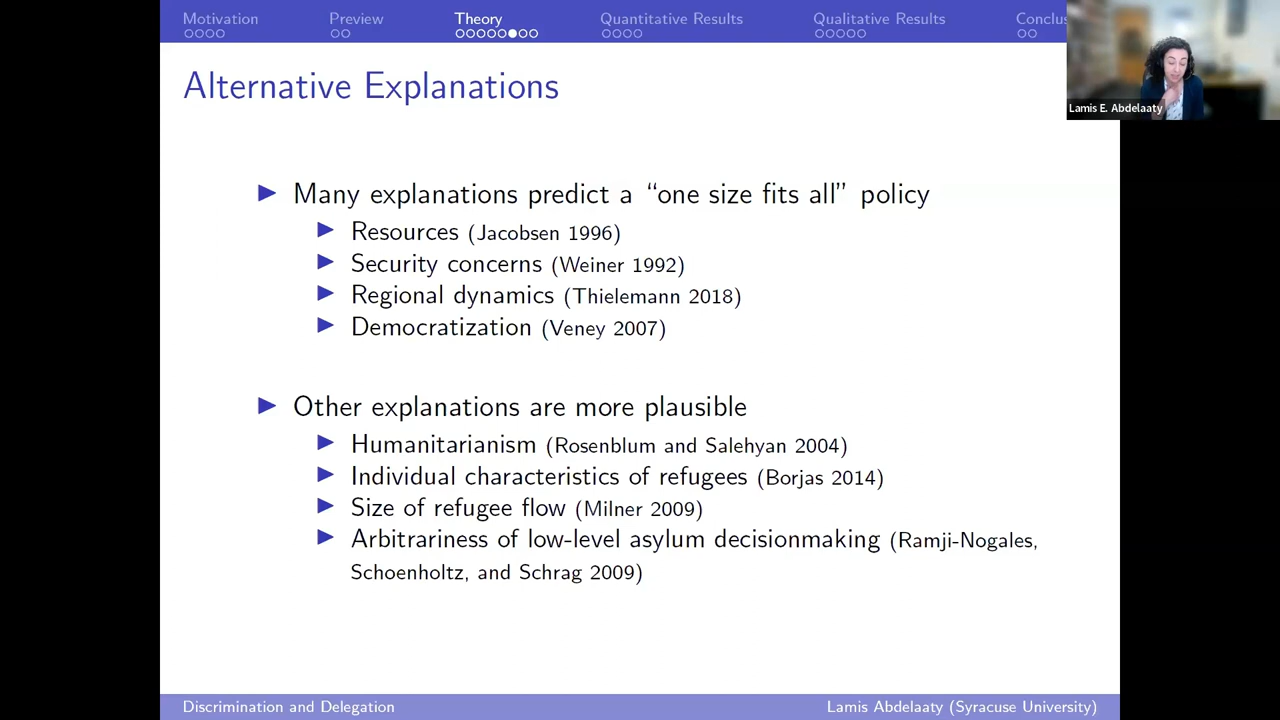 Motivation Preview Theory Quantitative Results Qualitative Results
Lamis E. Abdelaaty
Alternative Explanations
Many explanations predict a “one size fits all” policy
Resources (Jacobsen 1996)
Security concerns (Weiner 1992)
Regional dynamics (Thielemann 2018)
Democratization (Veney 2007)
Other explanations are more plausible
Humanitarianism (Rosenblum and Salehyan 2004)
Individual characteristics of refugees (Borjas 2014)
Size of refugee flow (Milner 2009)
Arbitrariness of low-level asylum decisionmaking (Ramji-Nogales,
Schoenholtz, and Schrag 2009)
Discrimination and Delegation Lamis Abdelaaty (Syracuse University)